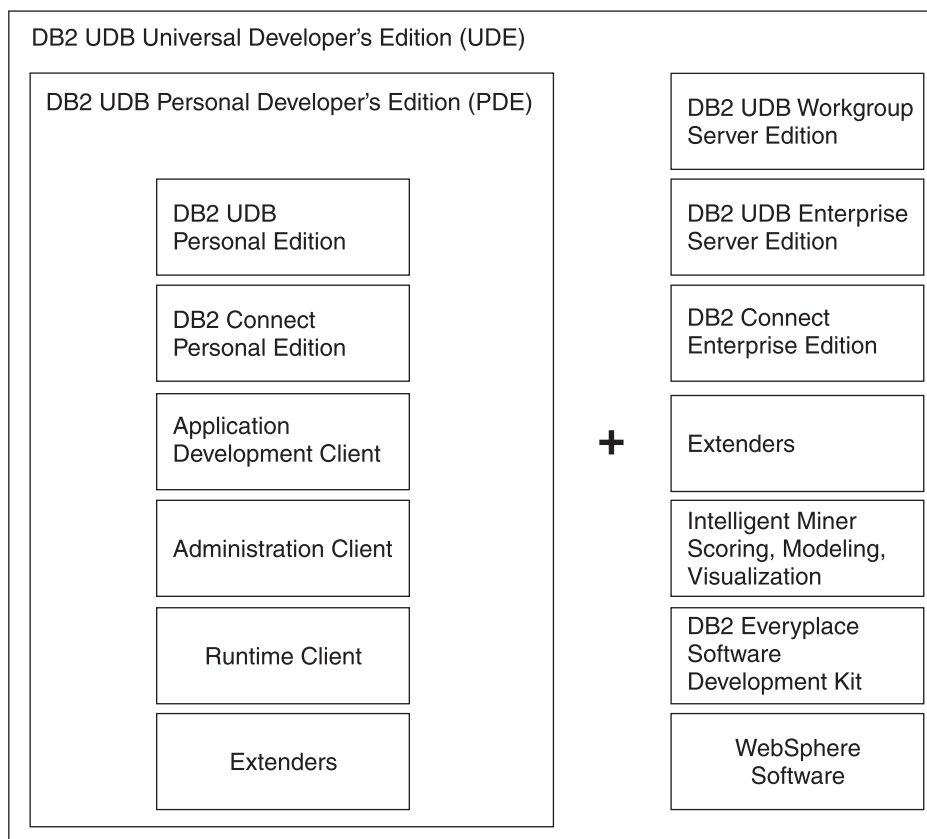 DB2 UDB Universal Developer's Edition (UDE)
DB2 UDB Personal Developer's Edition (PDE)
DB2 UDB
Personal Edition
DB2 Connect
Personal Edition
Application
Development Client
Administration Client
Runtime Client
Extenders
+
DB2 UDB Workgroup
Server Edition
DB2 UDB Enterprise
Server Edition
DB2 Connect
Enterprise Edition
Extenders
Intelligent Miner
Scoring, Modeling,
Visualization
DB2 Everyplace
Software
Development Kit
WebSphere
Software